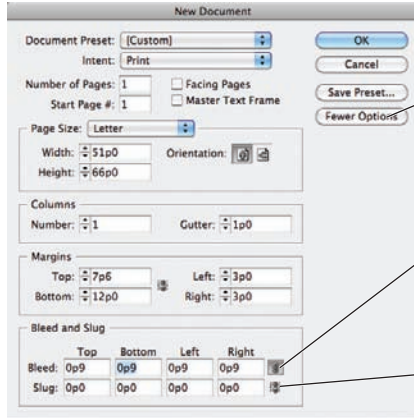 New Document
Document Preset: [Custom]
OK
Intent: Print
Cancel
Number of Pages: 1
Facing Pages
Save Preset...
Start Page #: 1
Master Text Frame
Fewer Options
Page Size: Letter
Width: 51p0
Orientation:
Height: 66p0
Columns
Number: 1
Gutter: 1p0
Margins
Top: 7p6
Left: 3p0
Bottom: 12p0
Right: 3p0
Bleed and Slug
Top Bottom Left Right
Bleed: 0p9 0p9 0p9 0p9
Slug: 0p0 0p0 0p0 0p0